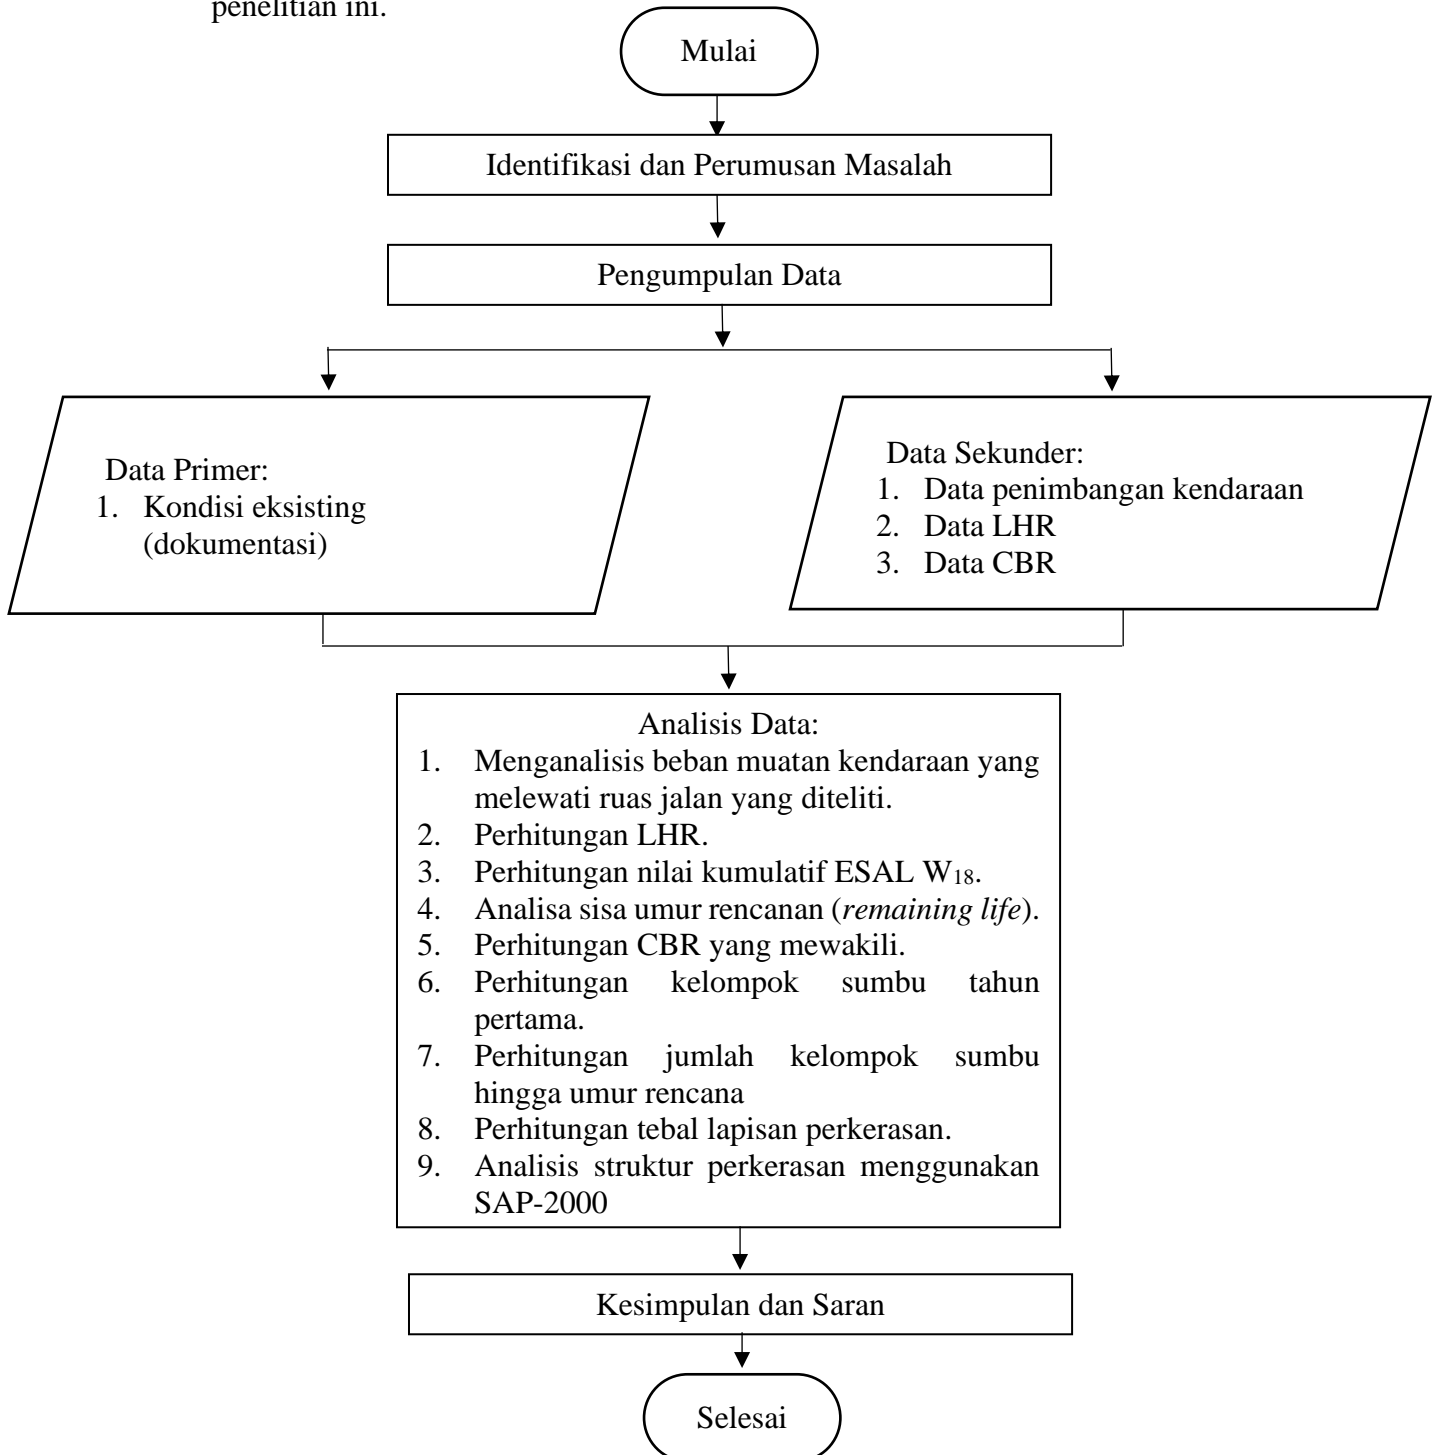 penelitian ini.
Mulai
Identifikasi dan Perumusan Masalah
Pengumpulan Data
Data Primer:
1. Kondisi eksisting
(dokumentasi)
Data Sekunder:
1. Data penimbangan kendaraan
2. Data LHR
3. Data CBR
Analisis Data:
1. Menganalisis beban muatan kendaraan yang
melewati ruas jalan yang diteliti.
2. Perhitungan LHR.
3. Perhitungan nilai kumulatif ESAL W₁₈.
4. Analisa sisa umur rencanan (remaining life).
5. Perhitungan CBR yang mewakili.
6. Perhitungan kelompok sumbu tahun
pertama.
7. Perhitungan jumlah kelompok sumbu
hingga umur rencana
8. Perhitungan tebal lapisan perkerasan.
9. Analisis struktur perkerasan menggunakan
SAP-2000
Kesimpulan dan Saran
Selesai